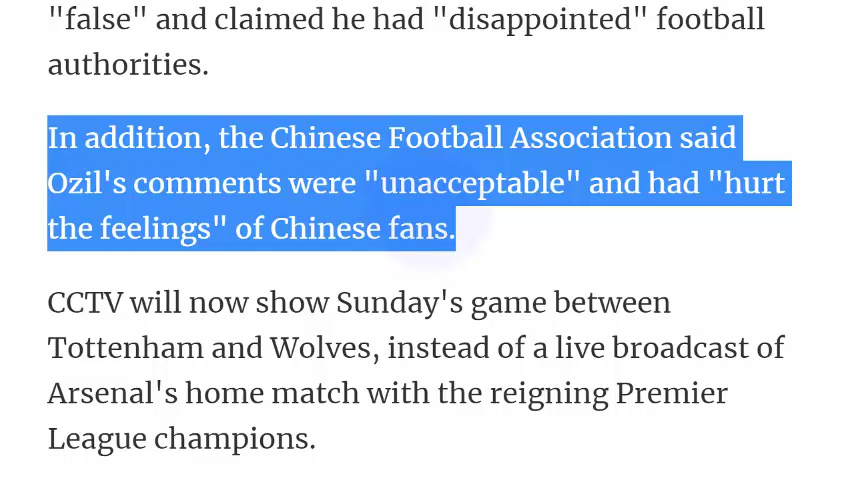 "false" and claimed he had "disappointed" football
authorities.
In addition, the Chinese Football Association said
Ozil's comments were "unacceptable" and had "hurt
the feelings" of Chinese fans.
CCTV will now show Sunday's game between
Tottenham and Wolves, instead of a live broadcast of
Arsenal's home match with the reigning Premier
League champions.